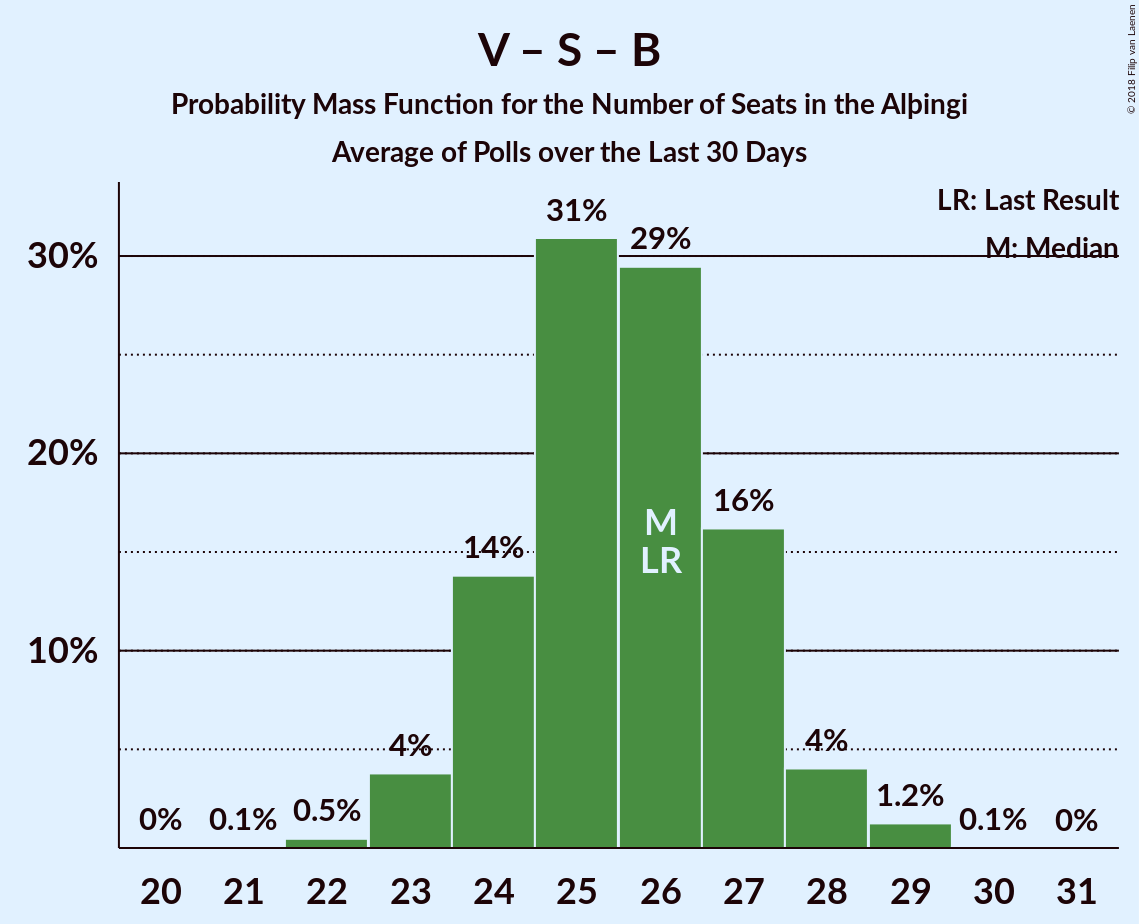 V – S – B
Probability Mass Function for the Number of Seats in the Alþingi
Average of Polls over the Last 30 Days
© 2018 Filip van Laenen
LR: Last Result
M: Median
30%
20%
10%
0%
0.1%
0.5%
4%
14%
31%
29%
16%
4%
1.2%
0.1%
0%
M
LR
20 21 22 23 24 25 26 27 28 29 30 31